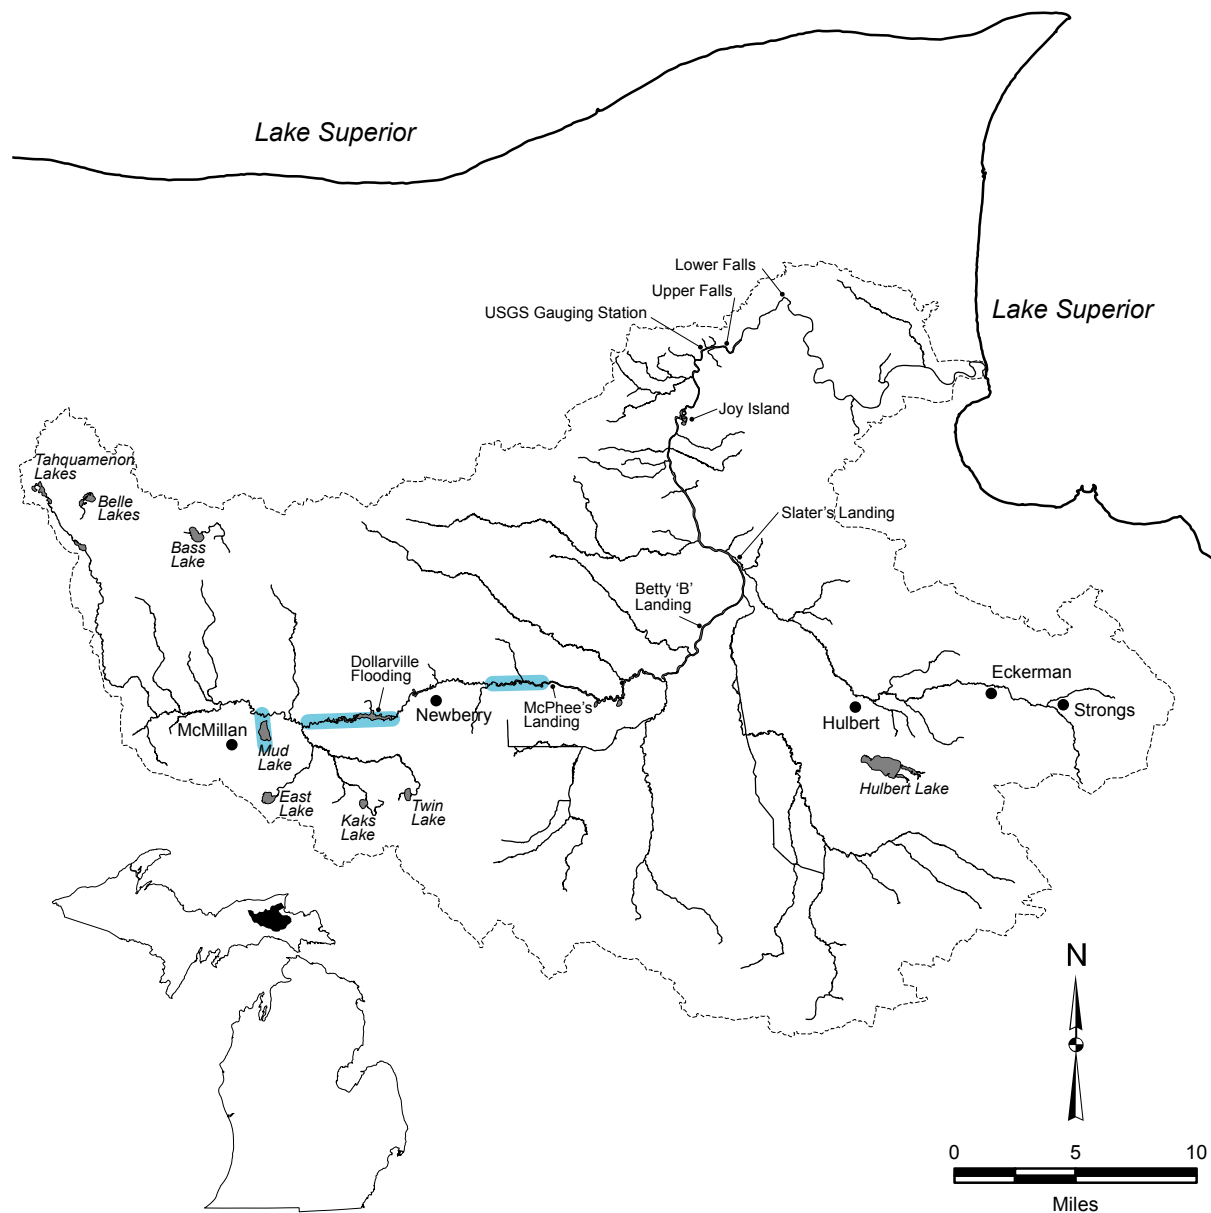 Lake Superior
Lower Falls
Upper Falls
USGS Gauging Station
Lake Superior
Joy Island
Tahquamenon
Lakes
Belle
Lakes
Bass
Lake
Slater's Landing
Betty ‘B’
Landing
Dollarville
Flooding
Eckerman
McPhee's
Landing
Newberry
Hulbert
Strongs
McMillan
Mud
Lake
East
Lake
Kaks
Lake
Twin
Lake
Hulbert Lake
N
0 5 10
Miles